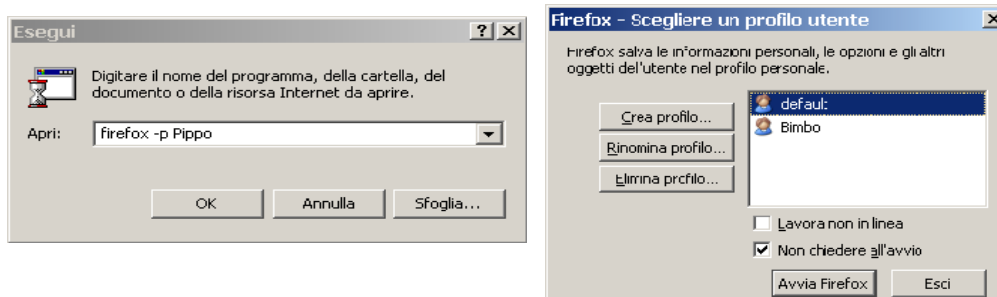 Esegui
Digitare il nome del programma, della cartella, del
documento o della risorsa Internet da aprire.
Apri:
firefox -p Pippo
OK
Annulla
Sfoglia...
Firefox - Scegliere un profilo utente
Firefox salva le informazioni personali, le opzioni e gli altri
oggetti del'utente nel profilo personale.
Crea profilo...
Rinomina profilo...
Elimina profilo...
default
Bimbo
Lavora non in linea
Non chiedere all'avvio
Avvia Firefox
Esci